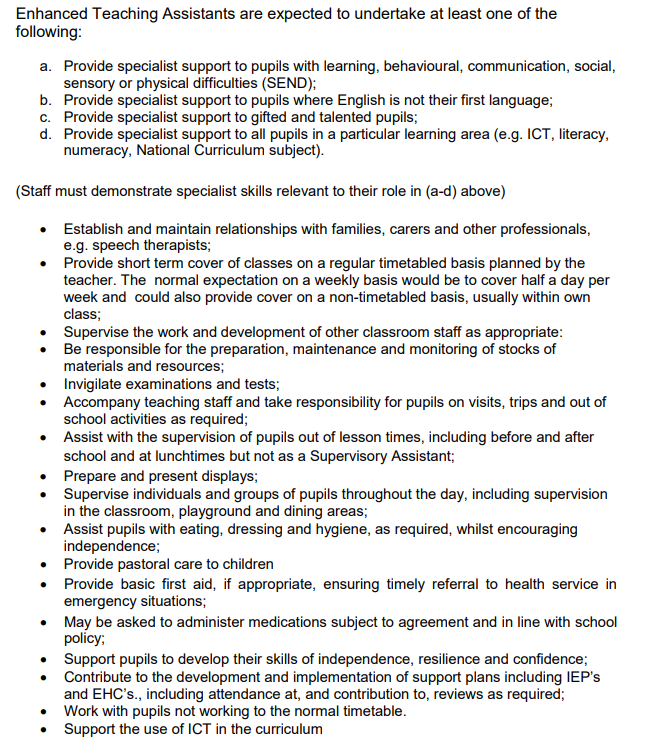 Enhanced Teaching Assistants are expected to undertake at least one of the
following:
a. Provide specialist support to pupils with learning, behavioural, communication, social,
sensory or physical difficulties (SEND);
b. Provide specialist support to pupils where English is not their first language;
c. Provide specialist support to gifted and talented pupils;
d. Provide specialist support to all pupils in a particular learning area (e.g. ICT, literacy,
numeracy, National Curriculum subject).
(Staff must demonstrate specialist skills relevant to their role in (a-d) above)
• Establish and maintain relationships with families, carers and other professionals,
e.g. speech therapists;
• Provide short term cover of classes on a regular timetabled basis planned by the
teacher. The normal expectation on a weekly basis would be to cover half a day per
week and could also provide cover on a non-timetabled basis, usually within own
class;
• Supervise the work and development of other classroom staff as appropriate:
• Be responsible for the preparation, maintenance and monitoring of stocks of
materials and resources;
• Invigilate examinations and tests;
• Accompany teaching staff and take responsibility for pupils on visits, trips and out of
school activities as required;
• Assist with the supervision of pupils out of lesson times, including before and after
school and at lunchtimes but not as a Supervisory Assistant;
• Prepare and present displays;
• Supervise individuals and groups of pupils throughout the day, including supervision
in the classroom, playground and dining areas;
• Assist pupils with eating, dressing and hygiene, as required, whilst encouraging
independence;
• Provide pastoral care to children
• Provide basic first aid, if appropriate, ensuring timely referral to health service in
emergency situations;
• May be asked to administer medications subject to agreement and in line with school
policy;
• Support pupils to develop their skills of independence, resilience and confidence;
• Contribute to the development and implementation of support plans including IEP's
and EHC's., including attendance at, and contribution to, reviews as required;
• Work with pupils not working to the normal timetable.
• Support the use of ICT in the curriculum